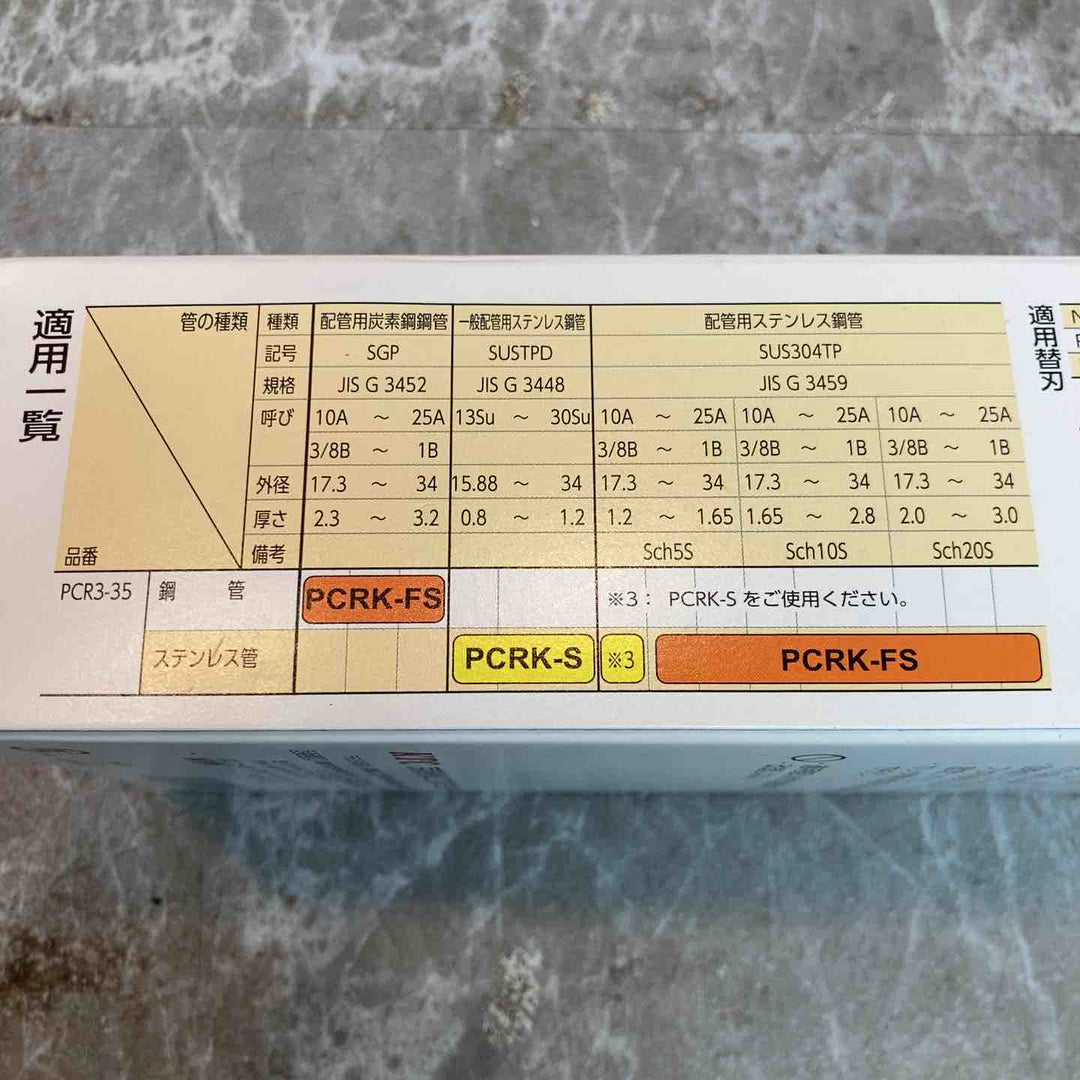 適用一覧
管の種類 種類 配管用炭素鋼鋼管 一般配管用ステンレス鋼管 配管用ステンレス鋼管
記号 SGP SUSTPD SUS304TP
規格 JIS G 3452 JIS G 3448 JIS G 3459
呼び 10A ～ 25A 13Su ～ 30Su 10A ～ 25A 10A ～ 25A 10A ～ 25A
3/8B ～ 1B 3/8B ～ 1B 3/8B ～ 1B 3/8B ～ 1B
外径 17.3 ～ 34 15.88 ～ 34 17.3 ～ 34 17.3 ～ 34 17.3 ～ 34
厚さ 2.3 ～ 3.2 0.8 ～ 1.2 1.2 ～ 1.65 1.65 ～ 2.8 2.0 ～ 3.0
品番 備考 Sch5S Sch10S Sch20S
PCR3-35 鋼管 PCRK-FS ※3： PCRK-Sをご使用ください。
ステンレス管 PCRK-S ※3 PCRK-FS
適用替刃